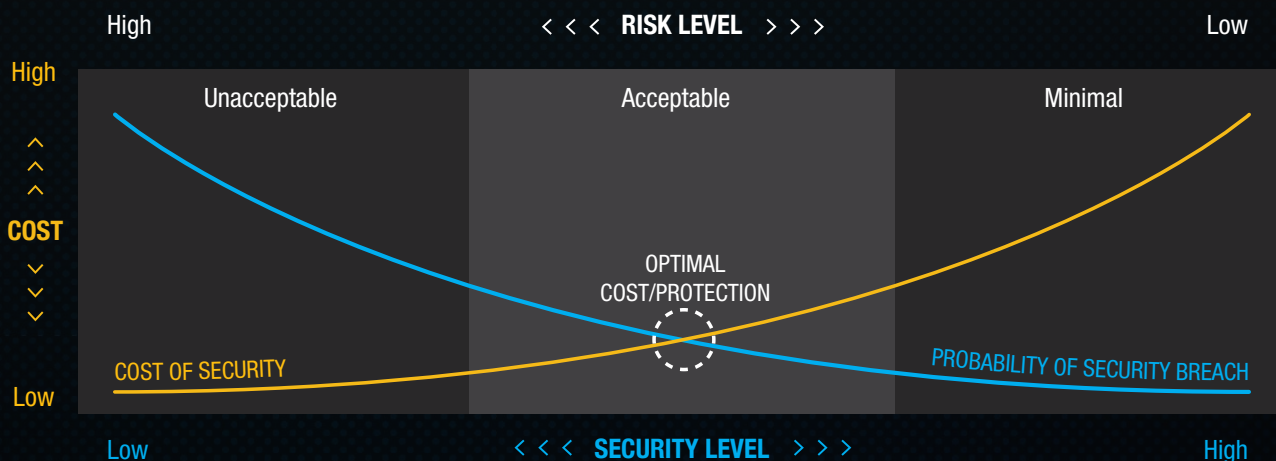 High
< < < RISK LEVEL > > >
Low
High
Unacceptable
Acceptable
Minimal
COST
OPTIMAL
COST/PROTECTION
COST OF SECURITY
PROBABILITY OF SECURITY BREACH
Low
Low
< < < SECURITY LEVEL > > >
High